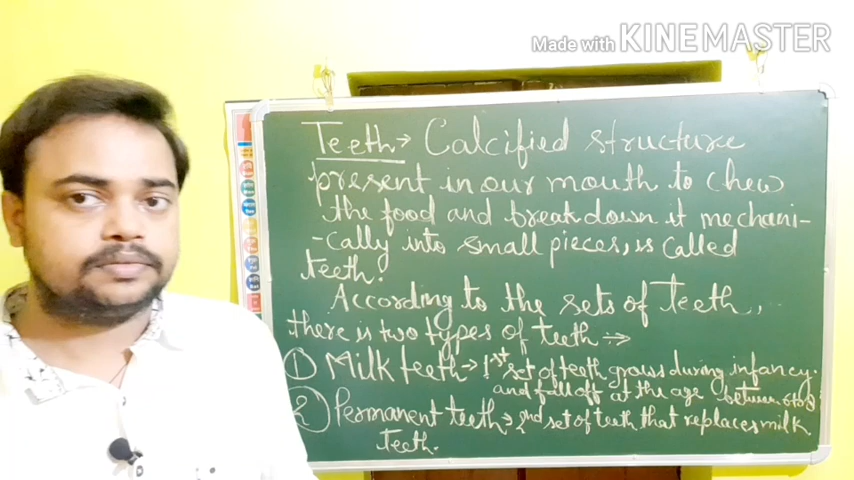 Made with KINEMASTER
Teeth → Calcified structure
present in our mouth to chew
the food and break down it mechani-
-cally into small pieces, is called
teeth.
According to the sets of Teeth,
there is two types of teeth :→
① Milk teeth → 1st set of teeth grows during infancy.
and fall off at the age between 6 to 8
② Permanent teeth → 2nd set of teeth that replaces milk
teeth.